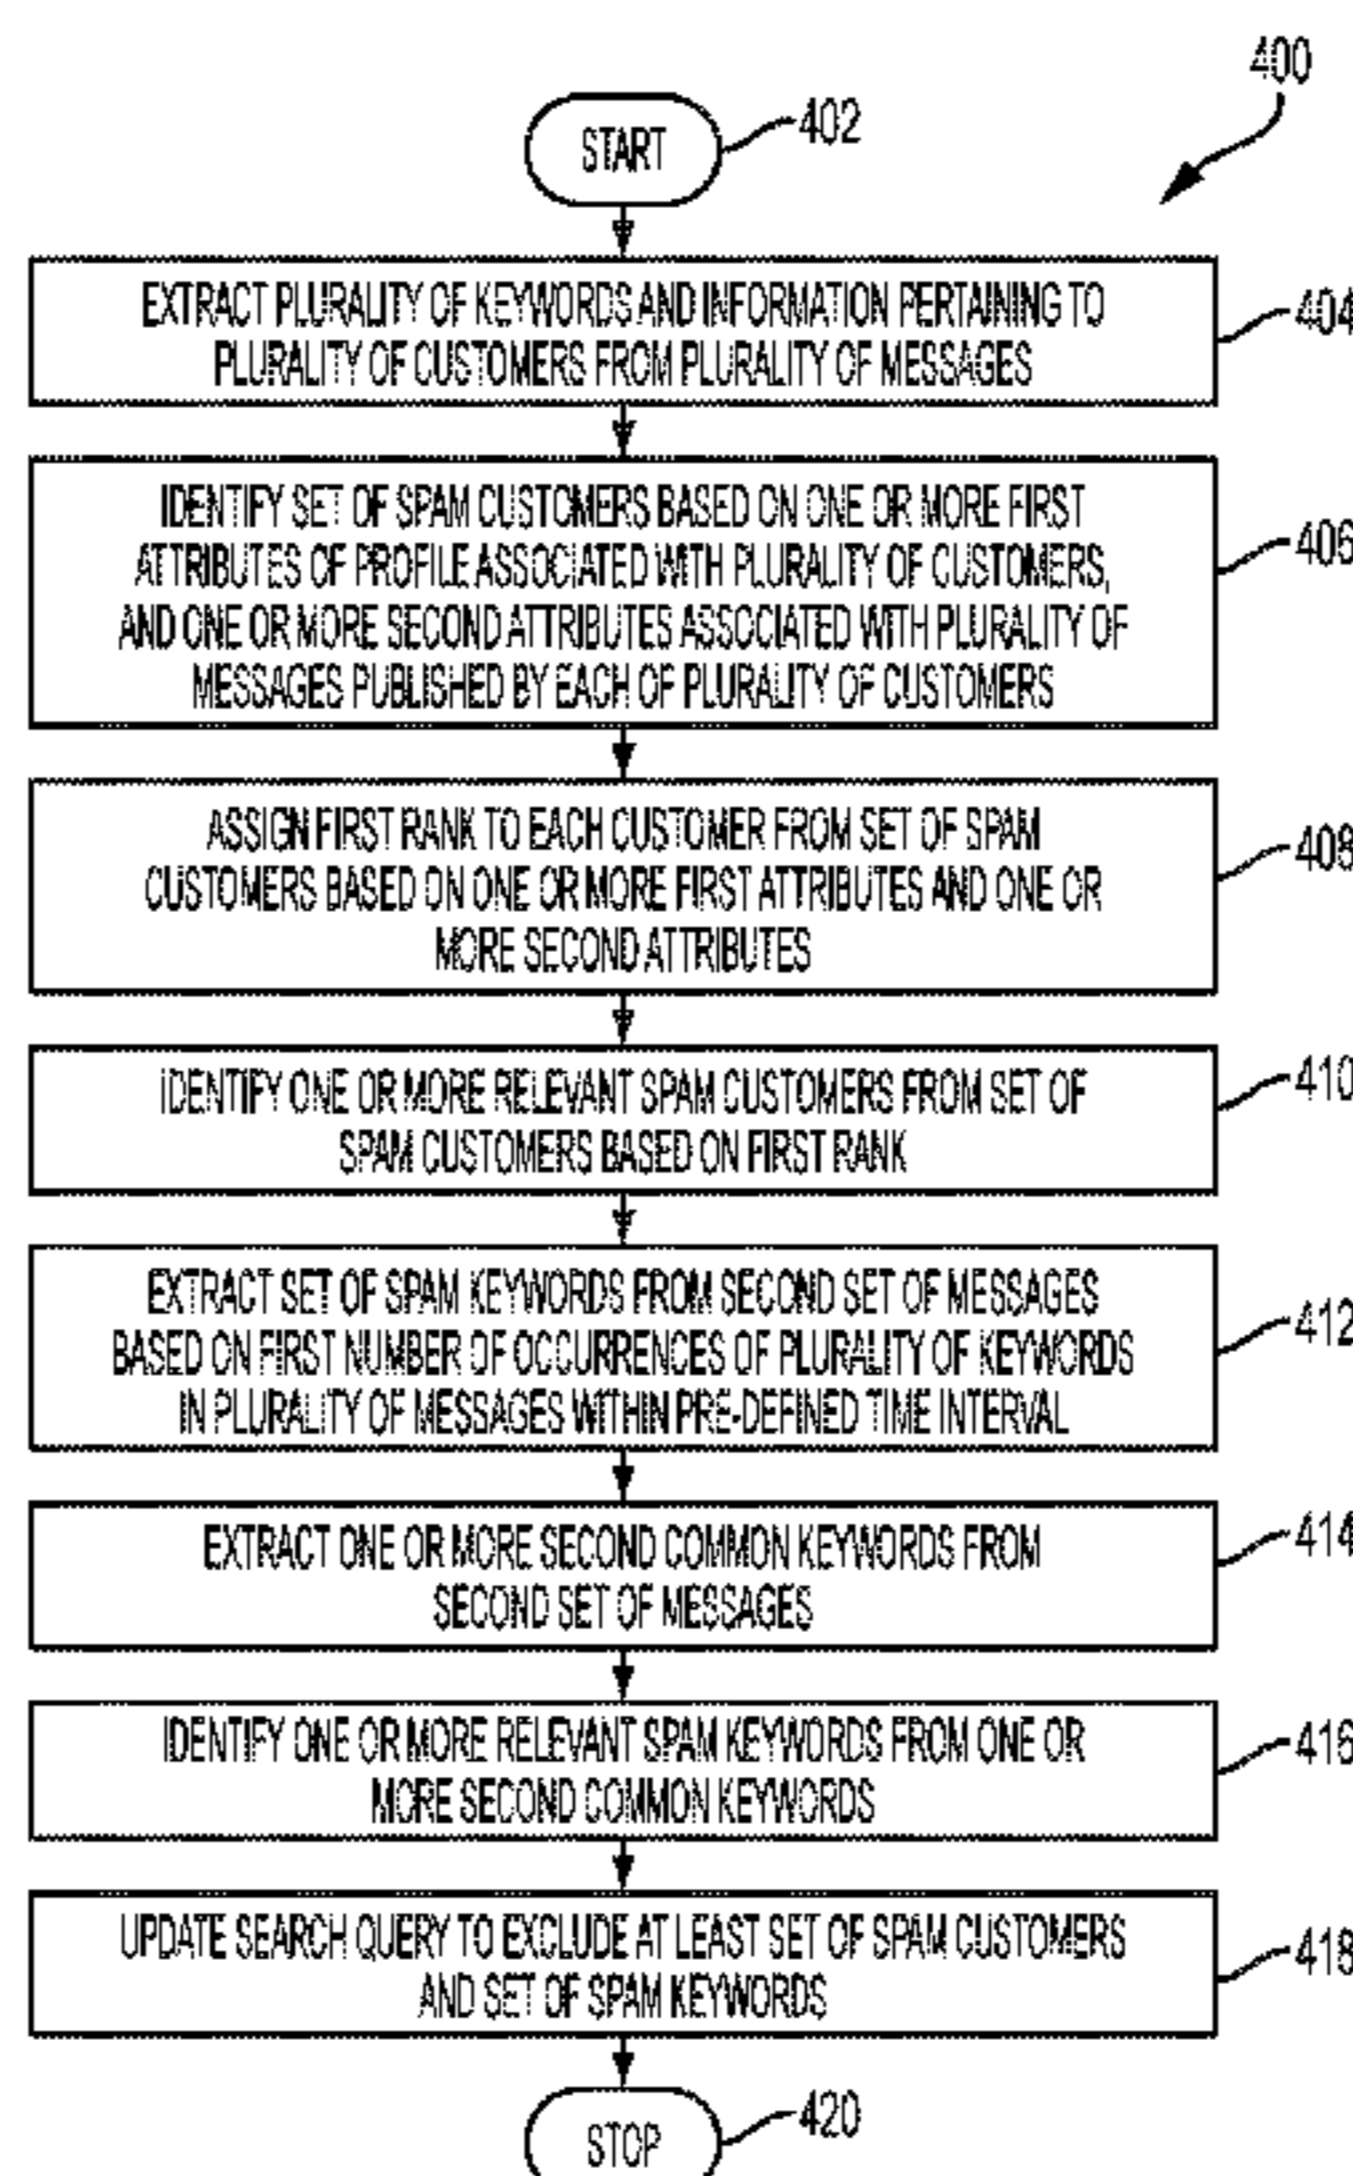 400
START
402
EXTRACT PLURALITY OF KEYWORDS AND INFORMATION PERTAINING TO
PLURALITY OF CUSTOMERS FROM PLURALITY OF MESSAGES
404
IDENTIFY SET OF SPAM CUSTOMERS BASED ON ONE OR MORE FIRST
ATTRIBUTES OF PROFILE ASSOCIATED WITH PLURALITY OF CUSTOMERS,
AND ONE OR MORE SECOND ATTRIBUTES ASSOCIATED WITH PLURALITY OF
MESSAGES PUBLISHED BY EACH OF PLURALITY OF CUSTOMERS
406
ASSIGN FIRST RANK TO EACH CUSTOMER FROM SET OF SPAM
CUSTOMERS BASED ON ONE OR MORE FIRST ATTRIBUTES AND ONE OR
MORE SECOND ATTRIBUTES
408
IDENTIFY ONE OR MORE RELEVANT SPAM CUSTOMERS FROM SET OF
SPAM CUSTOMERS BASED ON FIRST RANK
410
EXTRACT SET OF SPAM KEYWORDS FROM SECOND SET OF MESSAGES
BASED ON FIRST NUMBER OF OCCURRENCES OF PLURALITY OF KEYWORDS
IN PLURALITY OF MESSAGES WITHIN PRE-DEFINED TIME INTERVAL
412
EXTRACT ONE OR MORE SECOND COMMON KEYWORDS FROM
SECOND SET OF MESSAGES
414
IDENTIFY ONE OR MORE RELEVANT SPAM KEYWORDS FROM ONE OR
MORE SECOND COMMON KEYWORDS
416
UPDATE SEARCH QUERY TO EXCLUDE AT LEAST SET OF SPAM CUSTOMERS
AND SET OF SPAM KEYWORDS
418
STOP
420